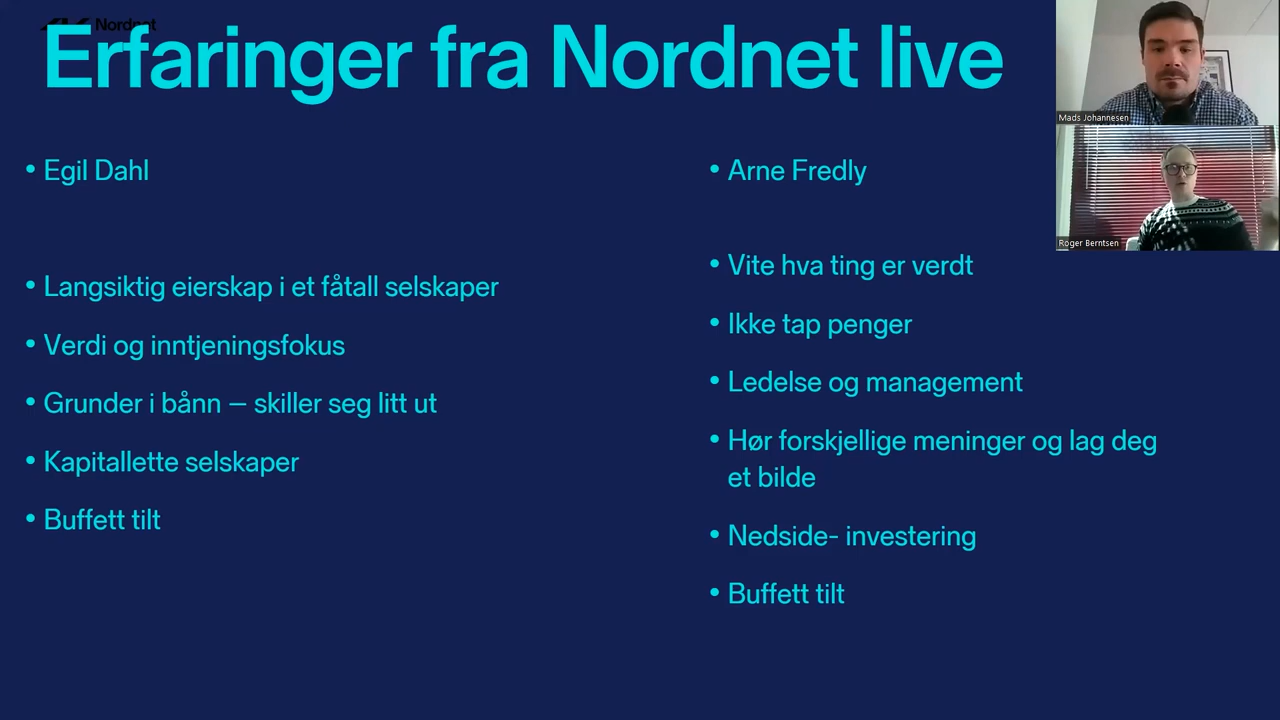 Nordnet
Erfaringer fra Nordnet live
Mads Johannesen
Roger Berntsen
• Egil Dahl
• Langsiktig eierskap i et fåtall selskaper
• Verdi og inntjeningsfokus
• Grunder i bånn – skiller seg litt ut
• Kapitallette selskaper
• Buffett tilt
• Arne Fredly
• Vite hva ting er verdt
• Ikke tap penger
• Ledelse og management
• Hør forskjellige meninger og lag deg
et bilde
• Nedside- investering
• Buffett tilt